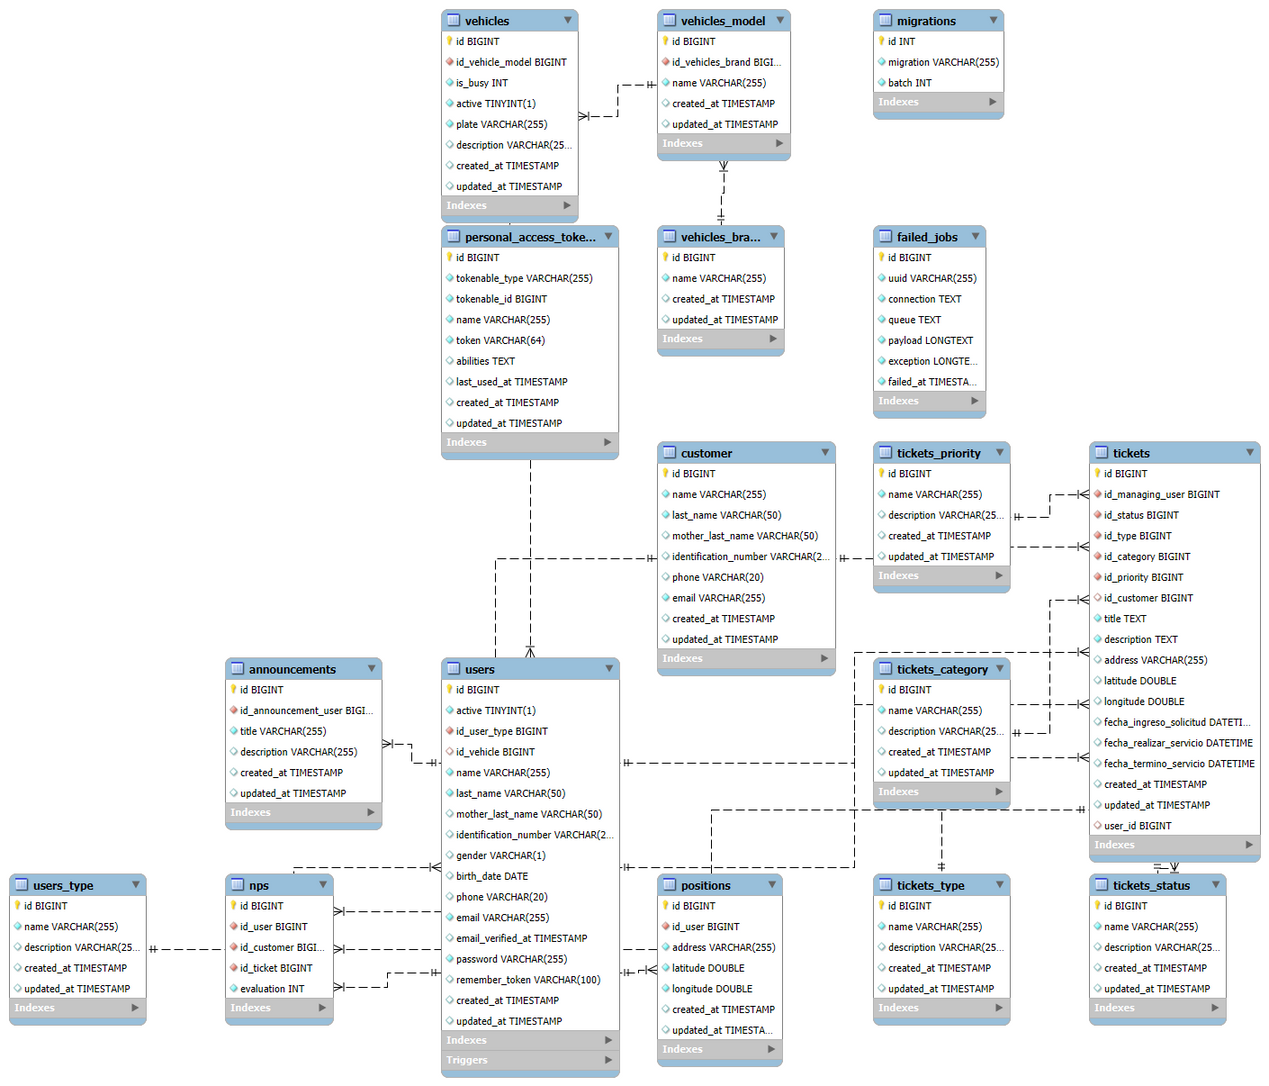 vehicles
id BIGINT
id_vehicle_model BIGINT
is_busy INT
active TINYINT(1)
plate VARCHAR(255)
description VARCHAR(25...
created_at TIMESTAMP
updated_at TIMESTAMP
Indexes
vehicles_model
id BIGINT
id_vehicles_brand BIGI...
name VARCHAR(255)
created_at TIMESTAMP
updated_at TIMESTAMP
Indexes
migrations
id INT
migration VARCHAR(255)
batch INT
Indexes
personal_access_toke...
id BIGINT
tokenable_type VARCHAR(255)
tokenable_id BIGINT
name VARCHAR(255)
token VARCHAR(64)
abilities TEXT
last_used_at TIMESTAMP
created_at TIMESTAMP
updated_at TIMESTAMP
Indexes
vehicles_bra...
id BIGINT
name VARCHAR(255)
created_at TIMESTAMP
updated_at TIMESTAMP
Indexes
failed_jobs
id BIGINT
uuid VARCHAR(255)
connection TEXT
queue TEXT
payload LONGTEXT
exception LONGTE...
failed_at TIMESTA...
Indexes
customer
id BIGINT
name VARCHAR(255)
last_name VARCHAR(50)
mother_last_name VARCHAR(50)
identification_number VARCHAR(2...
phone VARCHAR(20)
email VARCHAR(255)
created_at TIMESTAMP
updated_at TIMESTAMP
Indexes
tickets_priority
id BIGINT
name VARCHAR(255)
description VARCHAR(25...
created_at TIMESTAMP
updated_at TIMESTAMP
Indexes
tickets
id BIGINT
id_managing_user BIGINT
id_status BIGINT
id_type BIGINT
id_category BIGINT
id_priority BIGINT
id_customer BIGINT
title TEXT
description TEXT
address VARCHAR(255)
latitude DOUBLE
longitude DOUBLE
fecha_ingreso_solicitud DATETI...
fecha_realizar_servicio DATETIME
fecha_termino_servicio DATETIME
created_at TIMESTAMP
updated_at TIMESTAMP
user_id BIGINT
Indexes
announcements
id BIGINT
id_announcement_user BIGI...
title VARCHAR(255)
description VARCHAR(255)
created_at TIMESTAMP
updated_at TIMESTAMP
Indexes
users
id BIGINT
active TINYINT(1)
id_user_type BIGINT
id_vehicle BIGINT
name VARCHAR(255)
last_name VARCHAR(50)
mother_last_name VARCHAR(50)
identification_number VARCHAR(2...
gender VARCHAR(1)
birth_date DATE
phone VARCHAR(20)
email VARCHAR(255)
email_verified_at TIMESTAMP
password VARCHAR(255)
remember_token VARCHAR(100)
created_at TIMESTAMP
updated_at TIMESTAMP
Indexes
Triggers
tickets_category
id BIGINT
name VARCHAR(255)
description VARCHAR(25...
created_at TIMESTAMP
updated_at TIMESTAMP
Indexes
users_type
id BIGINT
name VARCHAR(255)
description VARCHAR(25...
created_at TIMESTAMP
updated_at TIMESTAMP
Indexes
nps
id BIGINT
id_user BIGINT
id_customer BIGI...
id_ticket BIGINT
evaluation INT
Indexes
positions
id BIGINT
id_user BIGINT
address VARCHAR(255)
latitude DOUBLE
longitude DOUBLE
created_at TIMESTAMP
updated_at TIMESTA...
Indexes
tickets_type
id BIGINT
name VARCHAR(255)
description VARCHAR(25...
created_at TIMESTAMP
updated_at TIMESTAMP
Indexes
tickets_status
id BIGINT
name VARCHAR(255)
description VARCHAR(25...
created_at TIMESTAMP
updated_at TIMESTAMP
Indexes